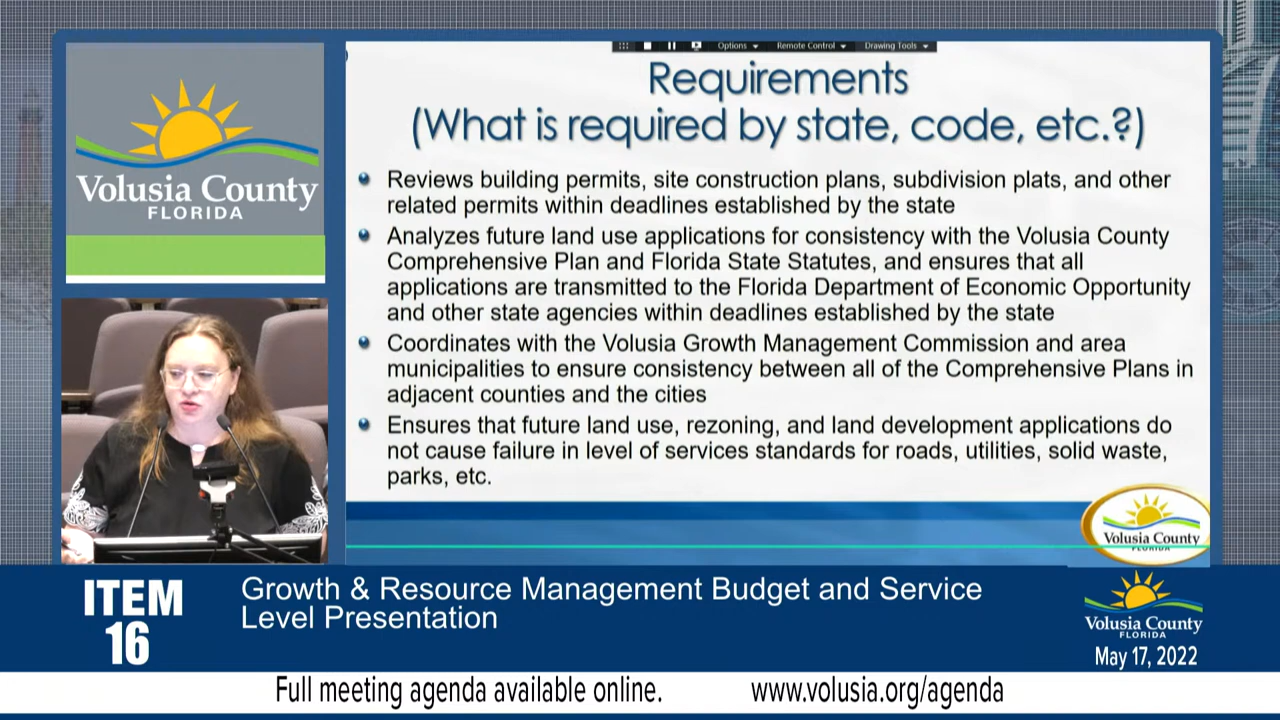 Volusia County
FLORIDA
Options
Remote Control
Drawing Tools
Requirements
(What is required by state, code, etc.?)
Reviews building permits, site construction plans, subdivision plats, and other
related permits within deadlines established by the state
Analyzes future land use applications for consistency with the Volusia County
Comprehensive Plan and Florida State Statutes, and ensures that all
applications are transmitted to the Florida Department of Economic Opportunity
and other state agencies within deadlines established by the state
Coordinates with the Volusia Growth Management Commission and area
municipalities to ensure consistency between all of the Comprehensive Plans in
adjacent counties and the cities
Ensures that future land use, rezoning, and land development applications do
not cause failure in level of services standards for roads, utilities, solid waste,
parks, etc.
Volusia County
FLORIDA
ITEM
16
Growth & Resource Management Budget and Service
Level Presentation
Volusia County
FLORIDA
May 17, 2022
Full meeting agenda available online.
www.volusia.org/agenda